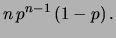 n p^{n-1} (1 - p) .